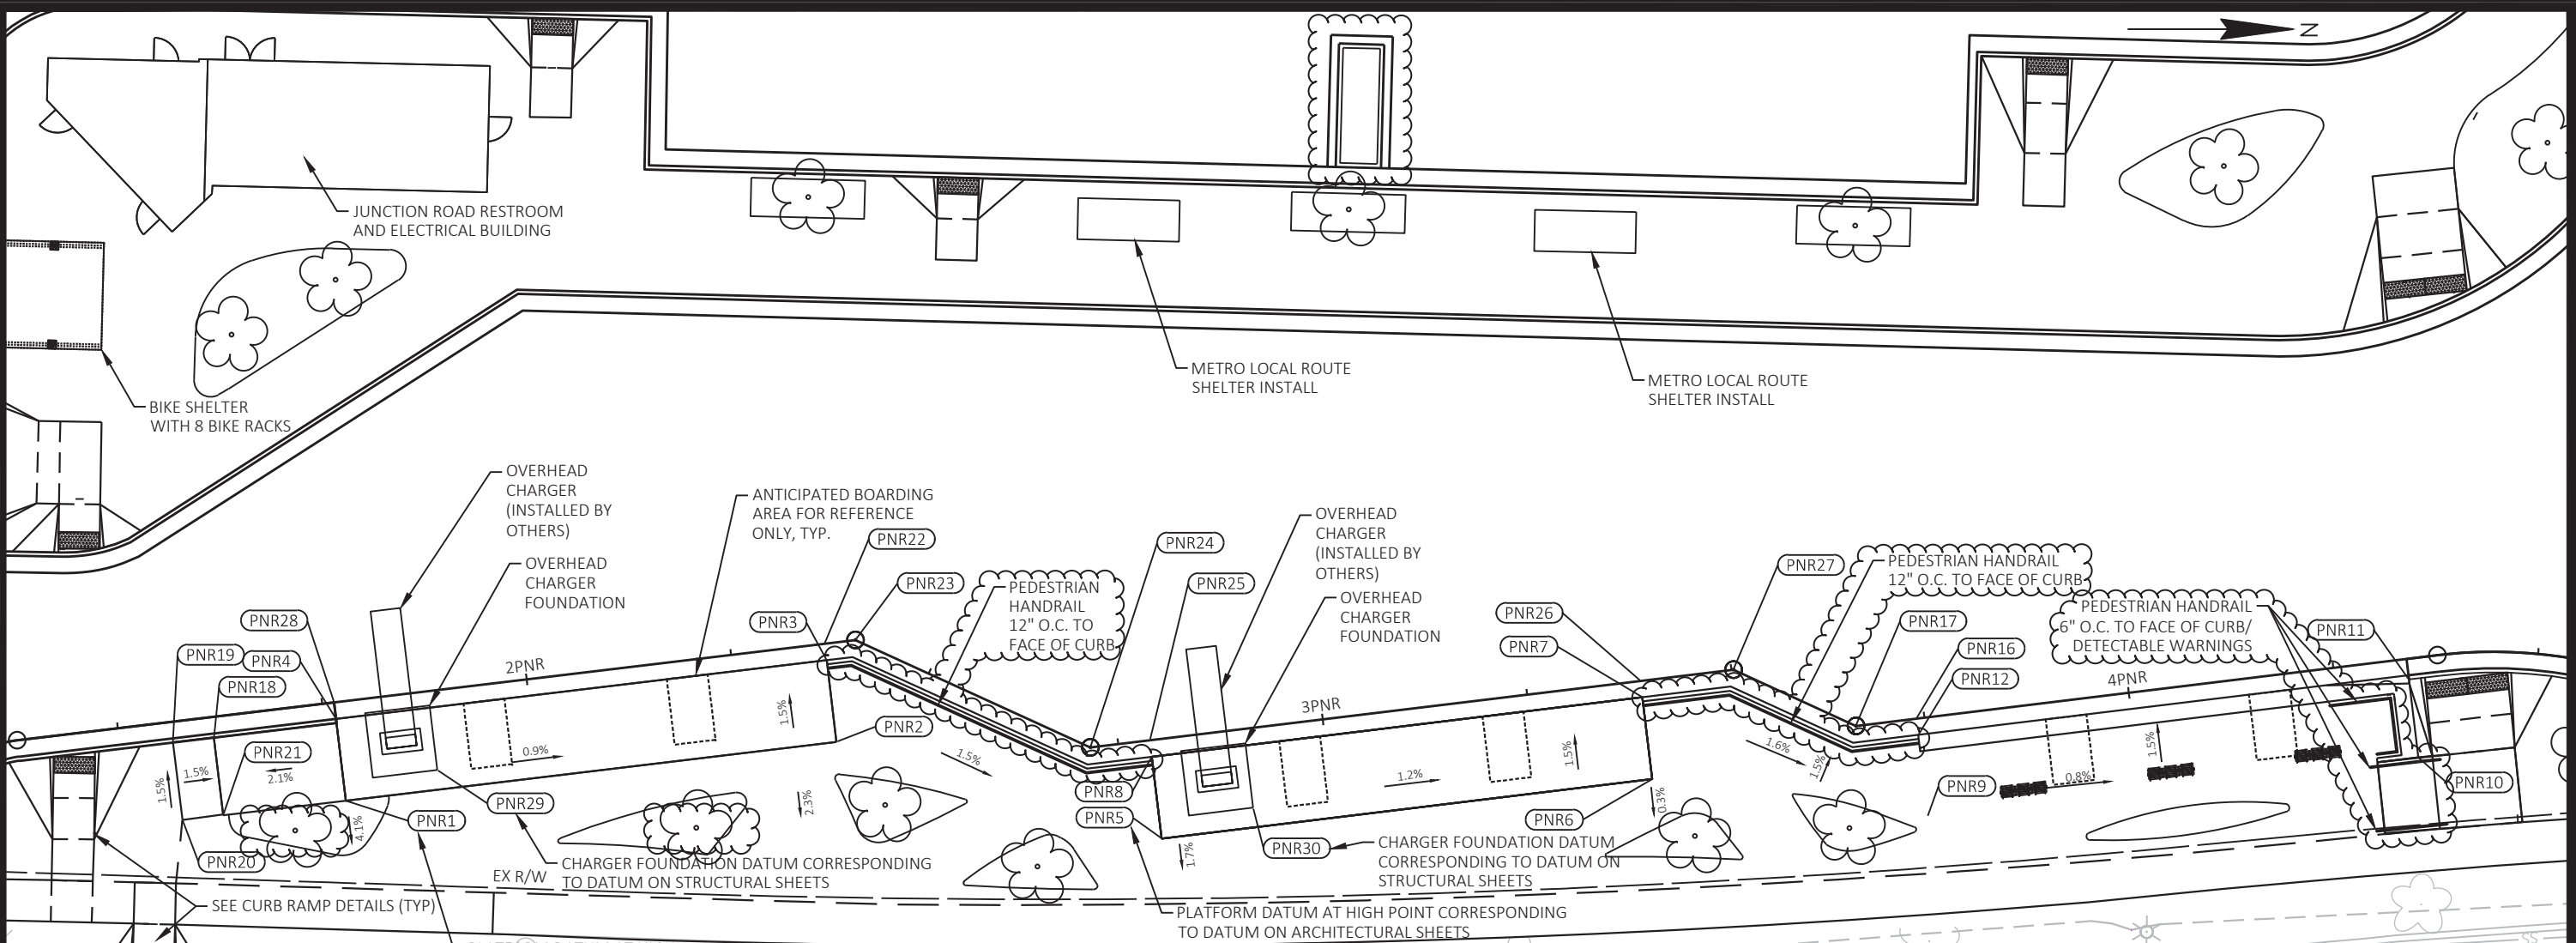 N
JUNCTION ROAD RESTROOM
AND ELECTRICAL BUILDING
BIKE SHELTER
WITH 8 BIKE RACKS
METRO LOCAL ROUTE
SHELTER INSTALL
METRO LOCAL ROUTE
SHELTER INSTALL
OVERHEAD
CHARGER
(INSTALLED BY
OTHERS)
OVERHEAD
CHARGER
FOUNDATION
ANTICIPATED BOARDING
AREA FOR REFERENCE
ONLY, TYP.
PNR22
PNR23
PEDESTRIAN
HANDRAIL
12" O.C. TO
FACE OF CURB
PNR24
PNR25
OVERHEAD
CHARGER
(INSTALLED BY
OTHERS)
OVERHEAD
CHARGER
FOUNDATION
PNR26
PNR7
PNR27
PEDESTRIAN HANDRAIL
12" O.C. TO FACE OF CURB
PEDESTRIAN HANDRAIL
6" O.C. TO FACE OF CURB/
DETECTABLE WARNINGS
PNR11
PNR17
PNR16
PNR12
PNR28
PNR19
PNR4
PNR18
PNR3
2PNR
3PNR
4PNR
PNR21
PNR2
PNR29
PNR1
PNR20
PNR8
PNR5
PNR30
PNR6
PNR9
PNR10
1.5%
1.5%
2.1%
4.1%
0.9%
1.5%
2.3%
1.5%
1.7%
1.2%
1.5%
0.3%
1.6%
1.5%
0.8%
1.5%
CHARGER FOUNDATION DATUM CORRESPONDING
TO DATUM ON STRUCTURAL SHEETS
CHARGER FOUNDATION DATUM
CORRESPONDING TO DATUM ON
STRUCTURAL SHEETS
EX R/W
SEE CURB RAMP DETAILS (TYP)
PLATFORM DATUM AT HIGH POINT CORRESPONDING
TO DATUM ON ARCHITECTURAL SHEETS
SS